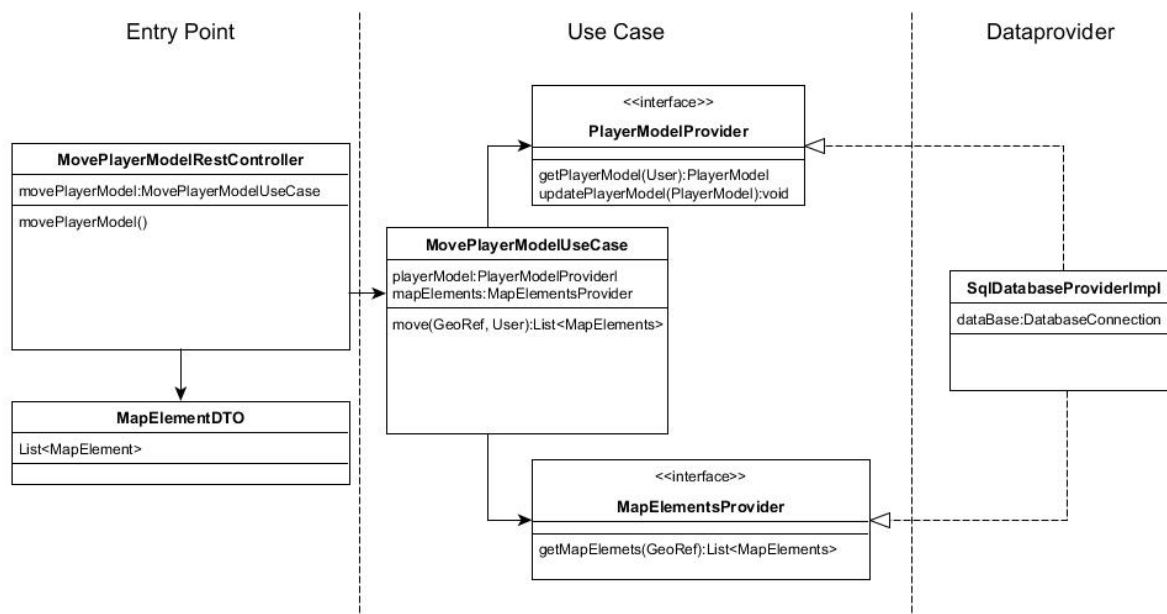 Entry Point
Use Case
Dataprovider
MovePlayerModelRestController
movePlayerModel:MovePlayerModelUseCase
movePlayerModel()
MapElementDTO
List<MapElement>
<<interface>>
PlayerModelProvider
getPlayerModel(User):PlayerModel
updatePlayerModel(PlayerModel):void
MovePlayerModelUseCase
playerModel:PlayerModelProviderl
mapElements:MapElementsProvider
move(GeoRef, User):List<MapElements>
<<interface>>
MapElementsProvider
getMapElemets(GeoRef):List<MapElements>
SqlDatabaseProviderImpl
dataBase:DatabaseConnection